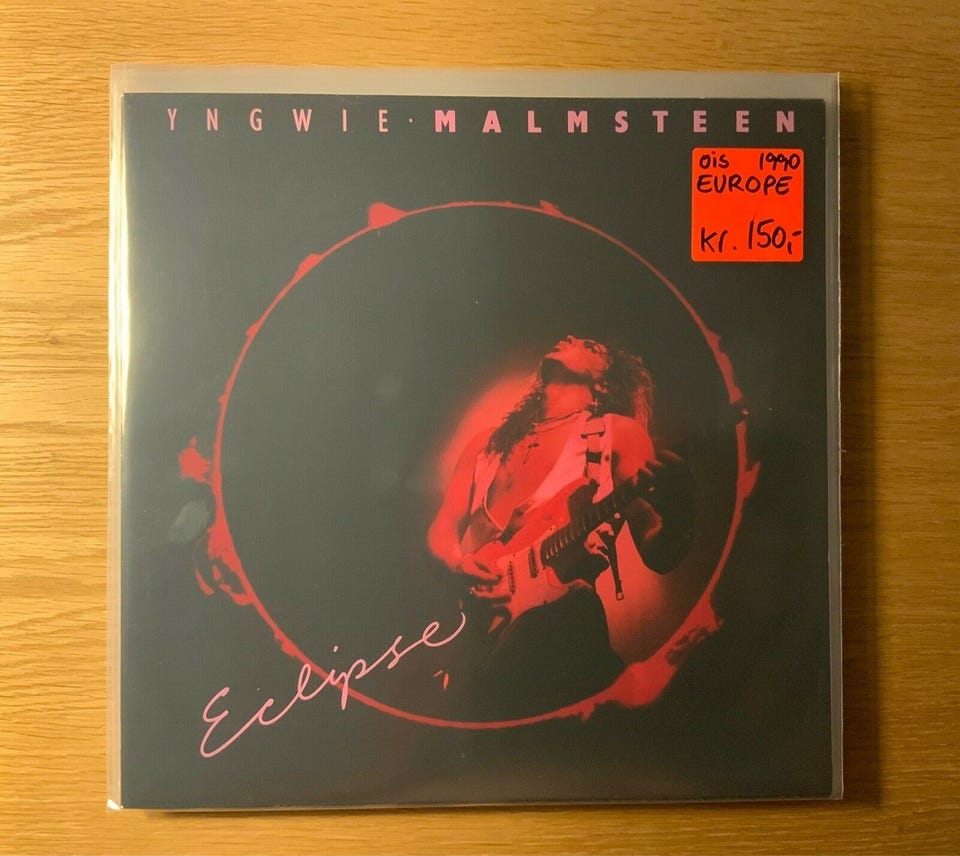 YNGWIE · MALMSTEEN
ois 1990
EUROPE
Kr. 150,-
Eclipse